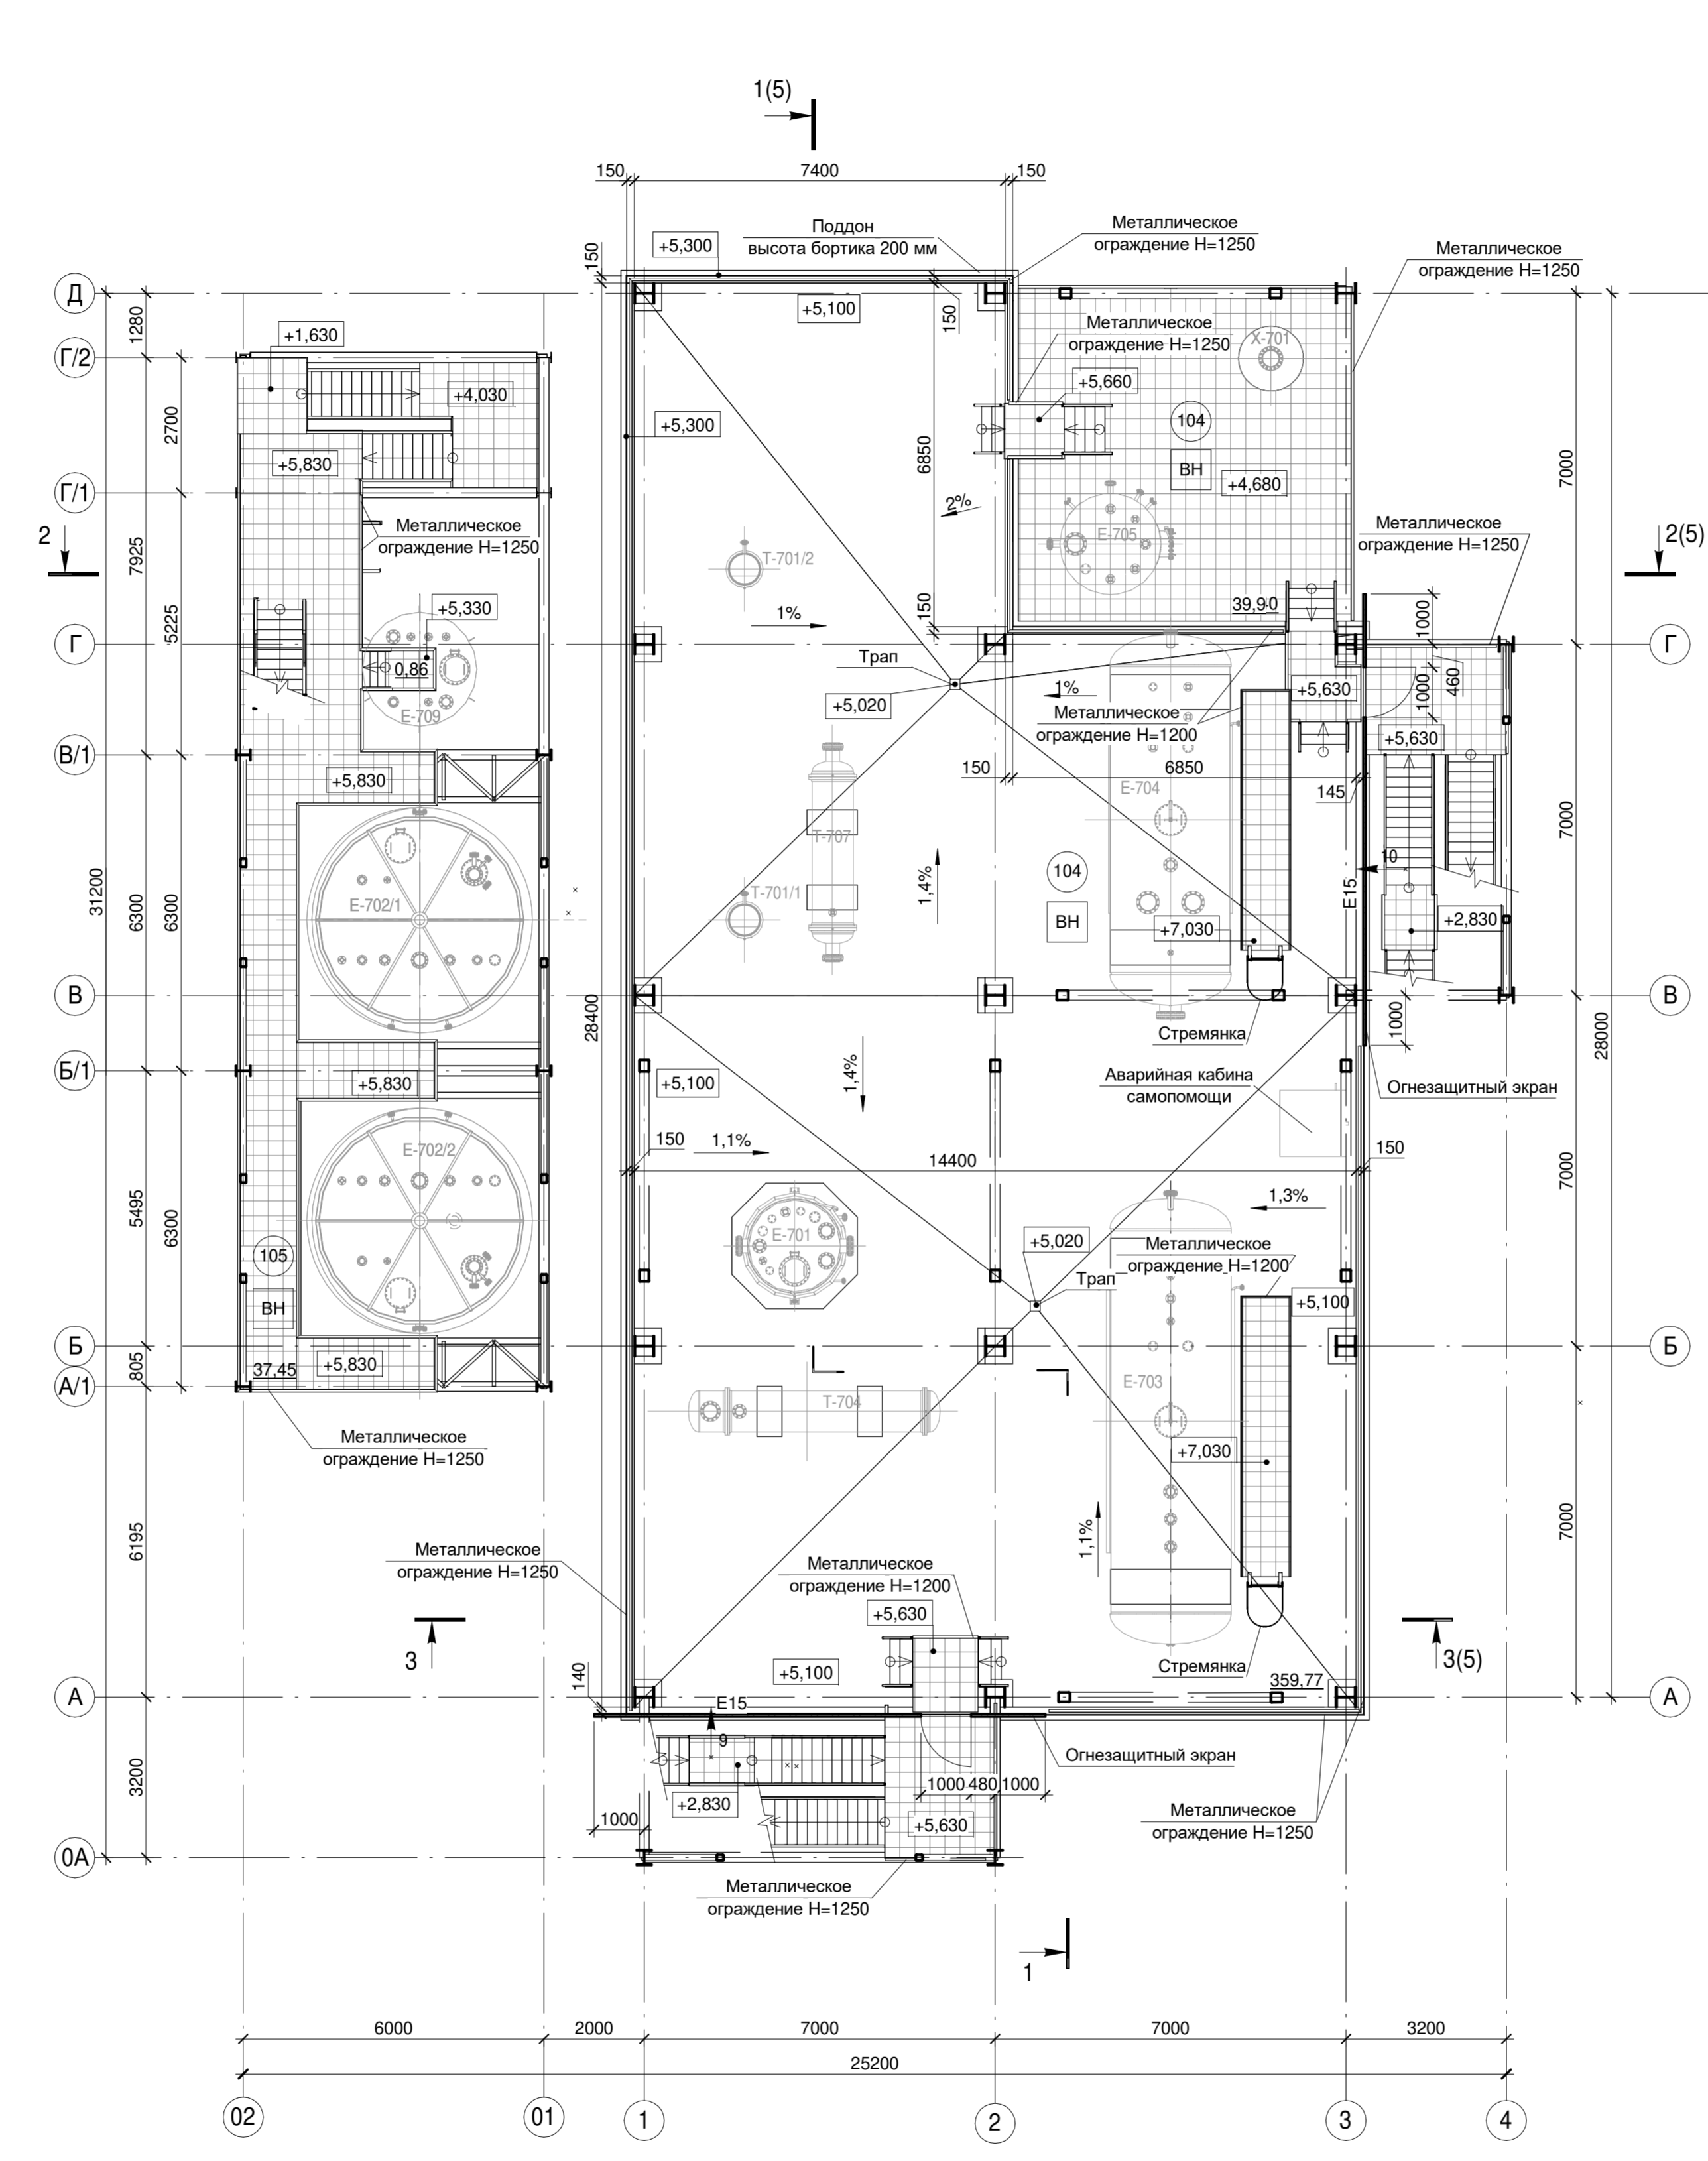 1(5)
150
7400
150
Поддон
высота бортика 200 мм
Металлическое
ограждение Н=1250
Металлическое
ограждение Н=1250
+5,300
150
Д
+5,100
150
1280
+1,630
Металлическое
ограждение Н=1250
X-701
Г/2
+4,030
+5,660
2700
+5,300
104
7000
6850
+5,830
ВН
+4,680
Г/1
2%
2
Металлическое
ограждение Н=1250
Металлическое
ограждение Н=1250
2(5)
7925
E-705
T-701/2
5225
+5,330
1%
150
39,90
1000
Г
Г
0,86
Трап
1%
+5,630
1000
460
E-709
+5,020
Металлическое
ограждение Н=1200
+5,630
В/1
+5,830
150
6850
E-704
145
7000
T-707
104
10
31200
6300
6300
E-702/1
T-701/1
1,4%
E15
ВН
+7,030
+2,830
В
В
28400
Стремянка
1000
28000
Б/1
+5,830
+5,100
1,4%
Аварийная кабина
самопомощи
Огнезащитный экран
E-702/2
150
1,1%
14400
150
7000
5495
6300
1,3%
105
E-701
+5,020
Металлическое
ограждение Н=1200
Трап
+5,100
ВН
Б
Б
37,45
+5,830
805
А/1
E-703
T-704
Металлическое
ограждение Н=1250
+7,030
7000
6195
1,1%
Металлическое
ограждение Н=1250
Металлическое
ограждение Н=1200
+5,630
3
3(5)
140
+5,100
Стремянка
359,77
А
А
E15
9
Огнезащитный экран
3200
1000
480
1000
+2,830
1000
+5,630
Металлическое
ограждение Н=1250
0А
Металлическое
ограждение Н=1250
1
6000
2000
7000
7000
3200
25200
02
01
1
2
3
4